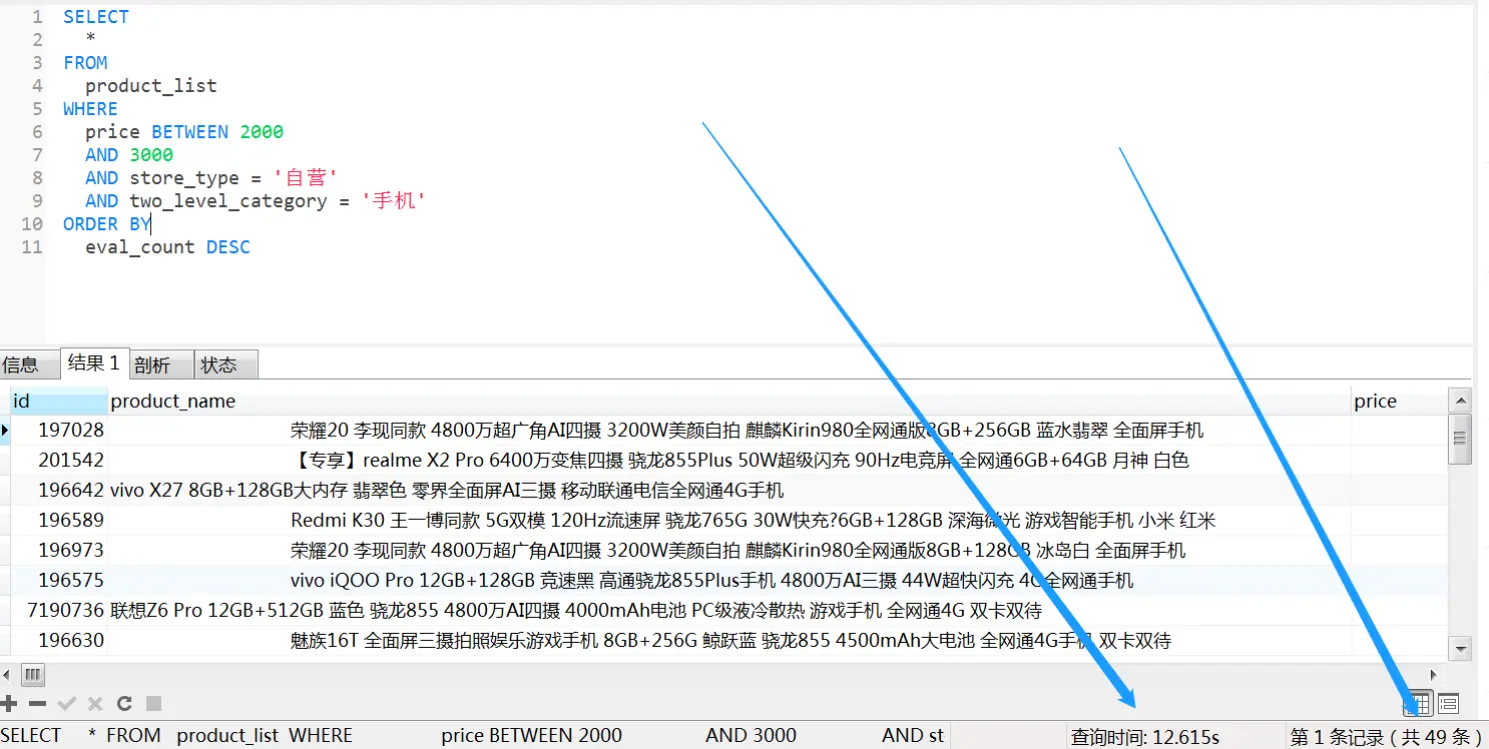 1 SELECT
2 *
3 FROM
4 product_list
5 WHERE
6 price BETWEEN 2000
7 AND 3000
8 AND store_type = '自营'
9 AND two_level_category = '手机'
10 ORDER BY
11 eval_count DESC
信息 结果 1 剖析 状态
id product_name price
197028 荣耀20 李现同款 4800万超广角AI四摄 3200W美颜自拍 麒麟Kirin980全网通版8GB+256GB 蓝水翡翠 全面屏手机
201542 【专享】realme X2 Pro 6400万变焦四摄 骁龙855Plus 50W超级闪充 90Hz电竞屏 全网通6GB+64GB 月神 白色
196642 vivo X27 8GB+128GB大内存 翡翠色 零界全面屏AI三摄 移动联通电信全网通4G手机
196589 Redmi K30 王一博同款 5G双模 120Hz流速屏 骁龙765G 30W快充?6GB+128GB 深海微光 游戏智能手机 小米 红米
196973 荣耀20 李现同款 4800万超广角AI四摄 3200W美颜自拍 麒麟Kirin980全网通版8GB+128GB 冰岛白 全面屏手机
196575 vivo iQOO Pro 12GB+128GB 竞速黑 高通骁龙855Plus手机 4800万AI三摄 44W超快闪充 4G全网通手机
7190736 联想Z6 Pro 12GB+512GB 蓝色 骁龙855 4800万AI四摄 4000mAh电池 PC级液冷散热 游戏手机 全网通4G 双卡双待
196630 魅族16T 全面屏三摄拍照娱乐游戏手机 8GB+256G 鲸跃蓝 骁龙855 4500mAh大电池 全网通4G手机 双卡双待
SELECT * FROM product_list WHERE price BETWEEN 2000 AND 3000 AND st 查询时间: 12.615s 第 1 条记录 ( 共 49 条 )